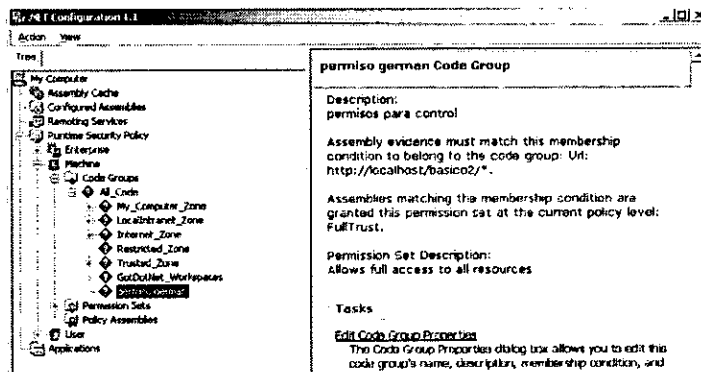 .NET Configuration 1.1
Action View
Tree
My Computer
Assembly Cache
Configured Assemblies
Remoting Services
Runtime Security Policy
Enterprise
Machine
Code Groups
All_Code
My_Computer_Zone
LocalIntranet_Zone
Internet_Zone
Restricted_Zone
Trusted_Zone
GotDotNet_Workspaces
Permission Sets
Policy Assemblies
User
Applications
permiso german Code Group
Description:
permisos para control
Assembly evidence must match this membership
condition to belong to the code group: Url:
http://localhost/basico2/*.
Assemblies matching the membership condition are
granted this permission set at the current policy level:
FullTrust.
Permission Set Description:
Allows full access to all resources
Tasks
Edit Code Group Properties
The Code Group Properties dialog box allows you to edit this
code group's name, description, membership condition, and